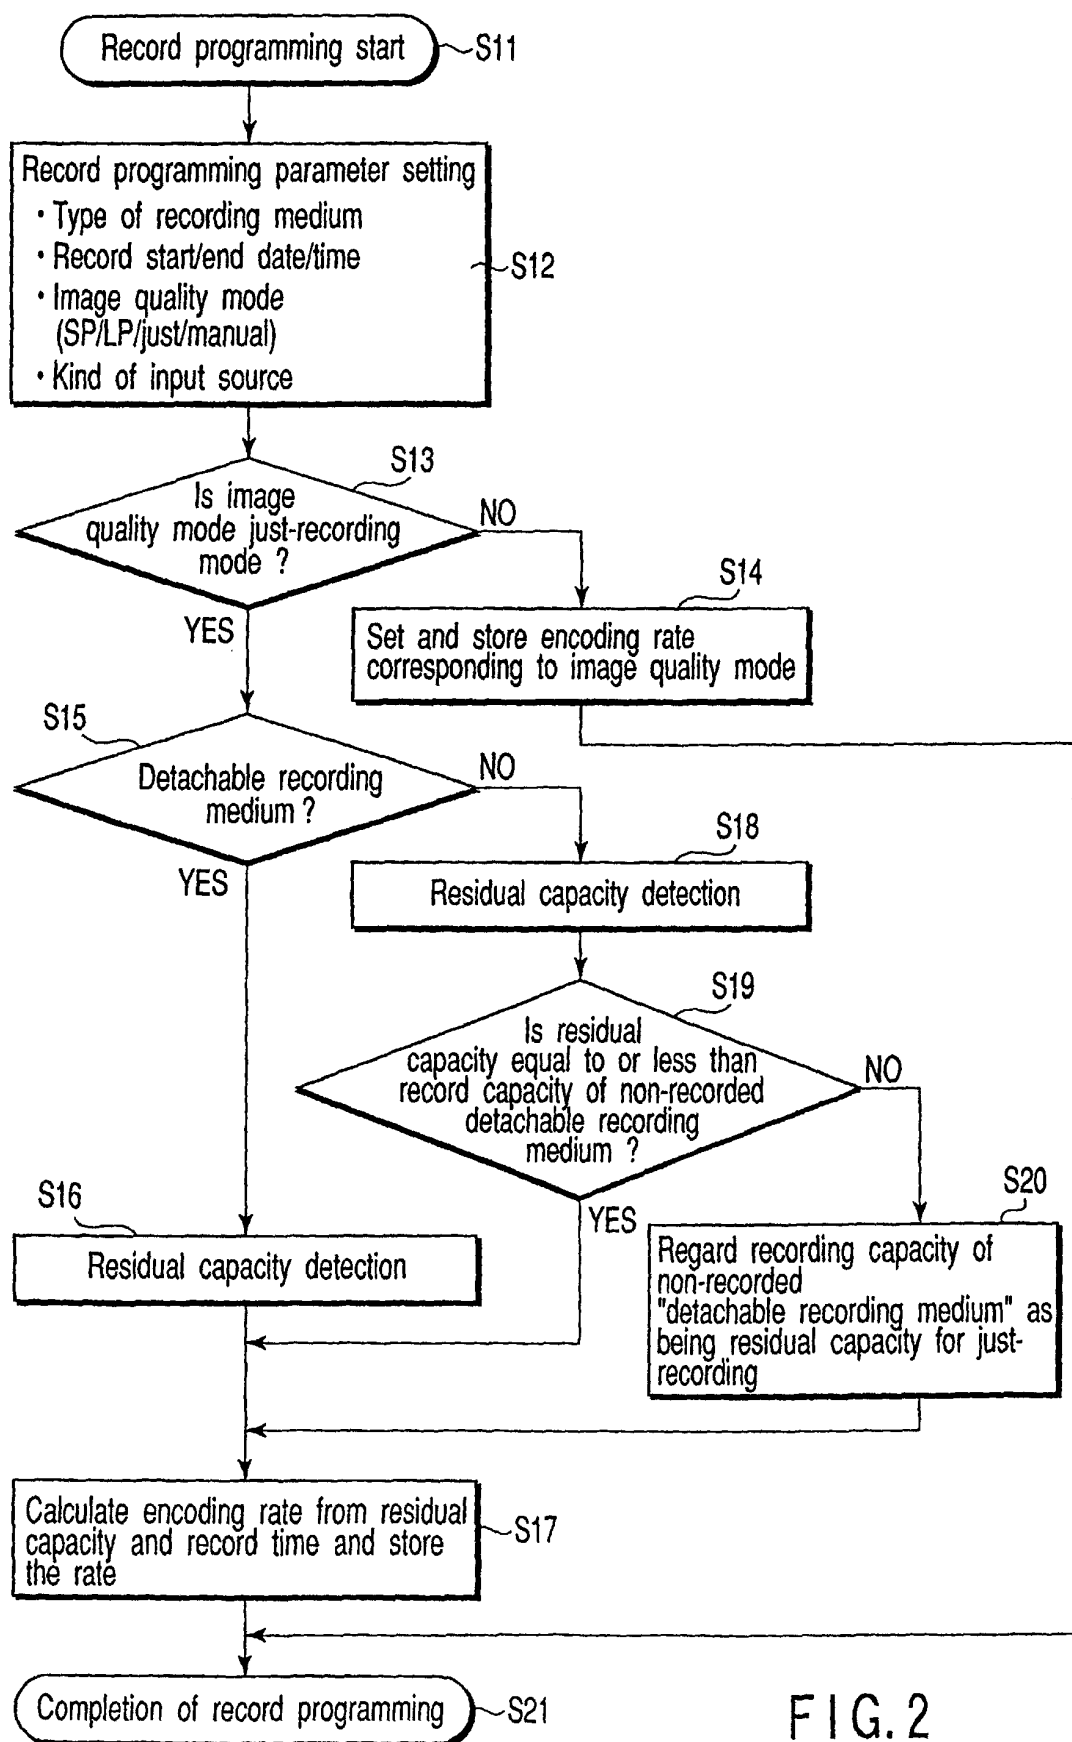 Record programming start
S11
Record programming parameter setting
・Type of recording medium
・Record start/end date/time
・Image quality mode
(SP/LP/just/manual)
・Kind of input source
S12
S13
Is image
quality mode just-recording
mode ?
NO
YES
S14
Set and store encoding rate
corresponding to image quality mode
S15
Detachable recording
medium ?
NO
YES
S18
Residual capacity detection
S19
Is residual
capacity equal to or less than
record capacity of non-recorded
detachable recording
medium ?
NO
YES
S16
Residual capacity detection
S20
Regard recording capacity of
non-recorded
"detachable recording medium" as
being residual capacity for just-
recording
Calculate encoding rate from residual
capacity and record time and store
the rate
S17
Completion of record programming
S21
FIG. 2